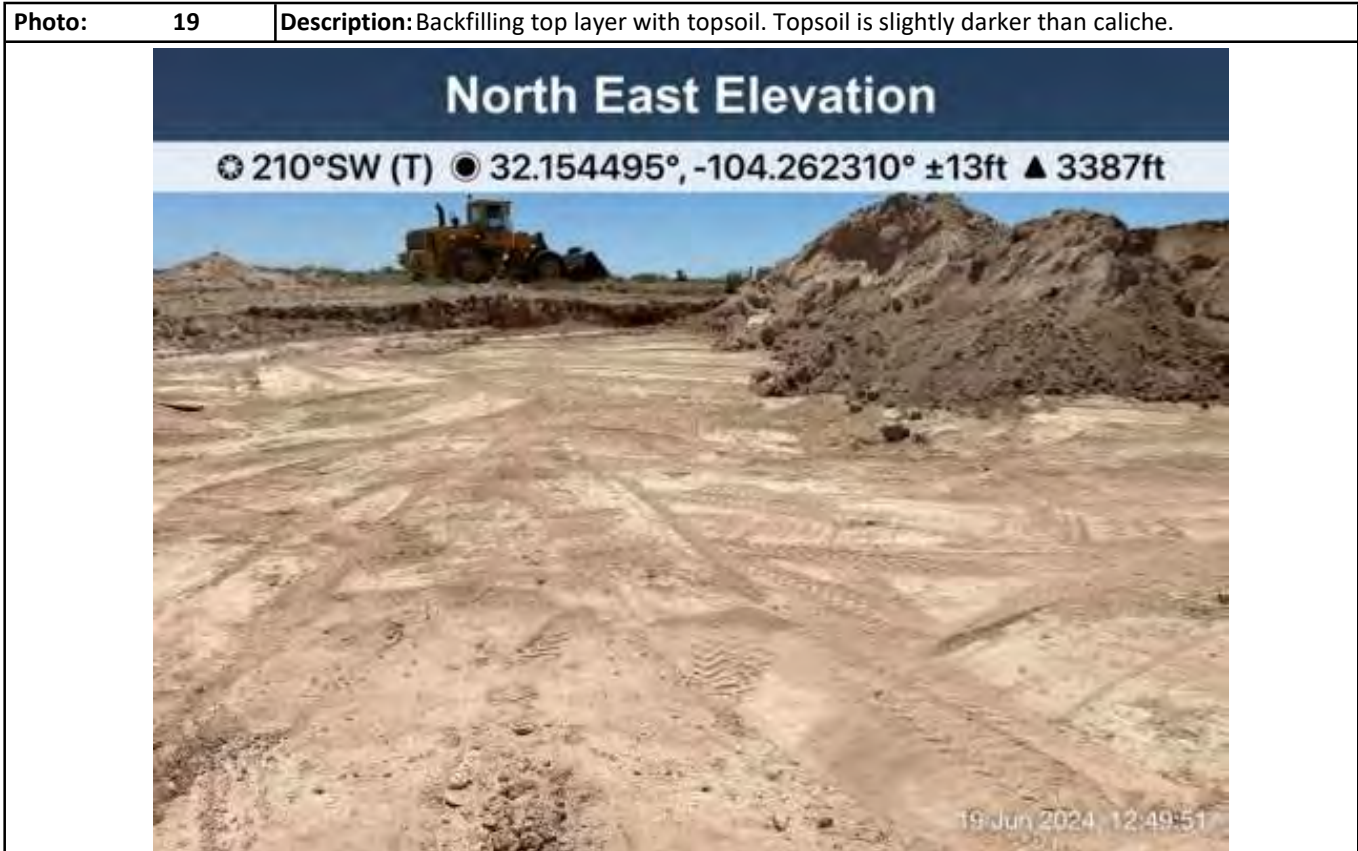 Photo: 19 Description: Backfilling top layer with topsoil. Topsoil is slightly darker than caliche.
North East Elevation
210°SW (T) 32.154495°, -104.262310° ±13ft ▲ 3387ft
19 Jun 2024, 12:49:51